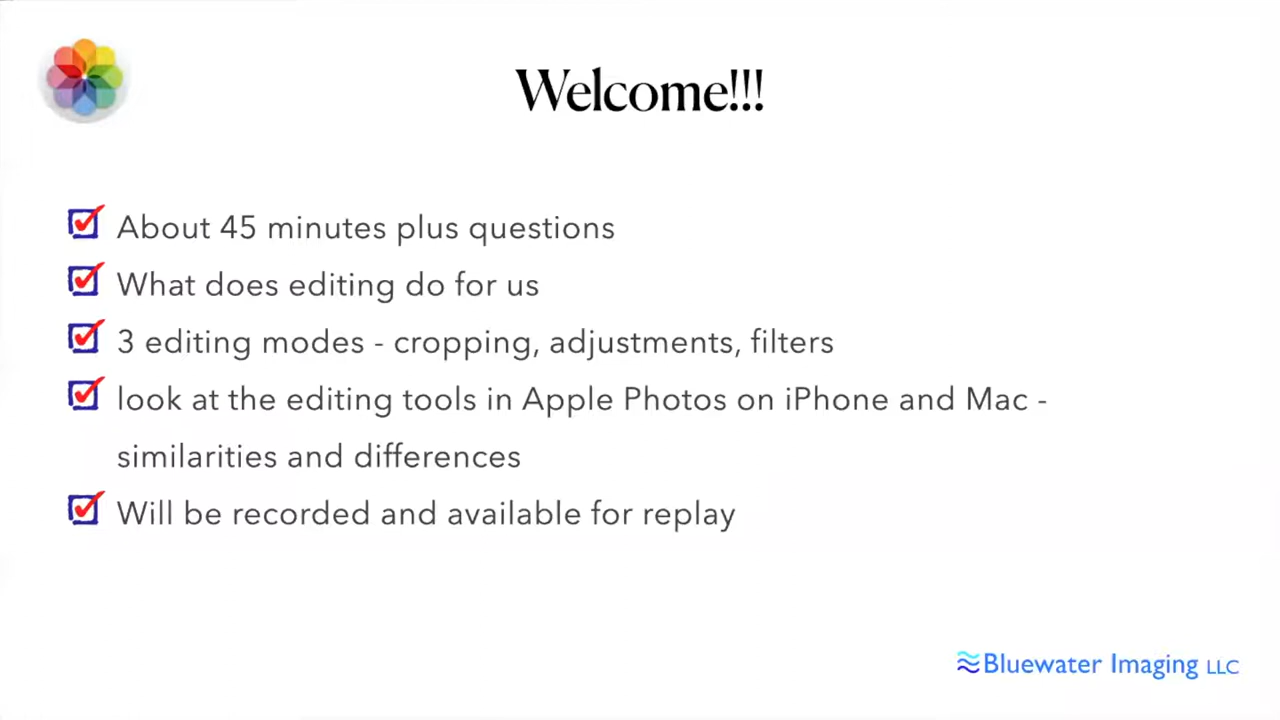 Welcome!!!
About 45 minutes plus questions
What does editing do for us
3 editing modes - cropping, adjustments, filters
look at the editing tools in Apple Photos on iPhone and Mac -
similarities and differences
Will be recorded and available for replay
Bluewater Imaging LLC